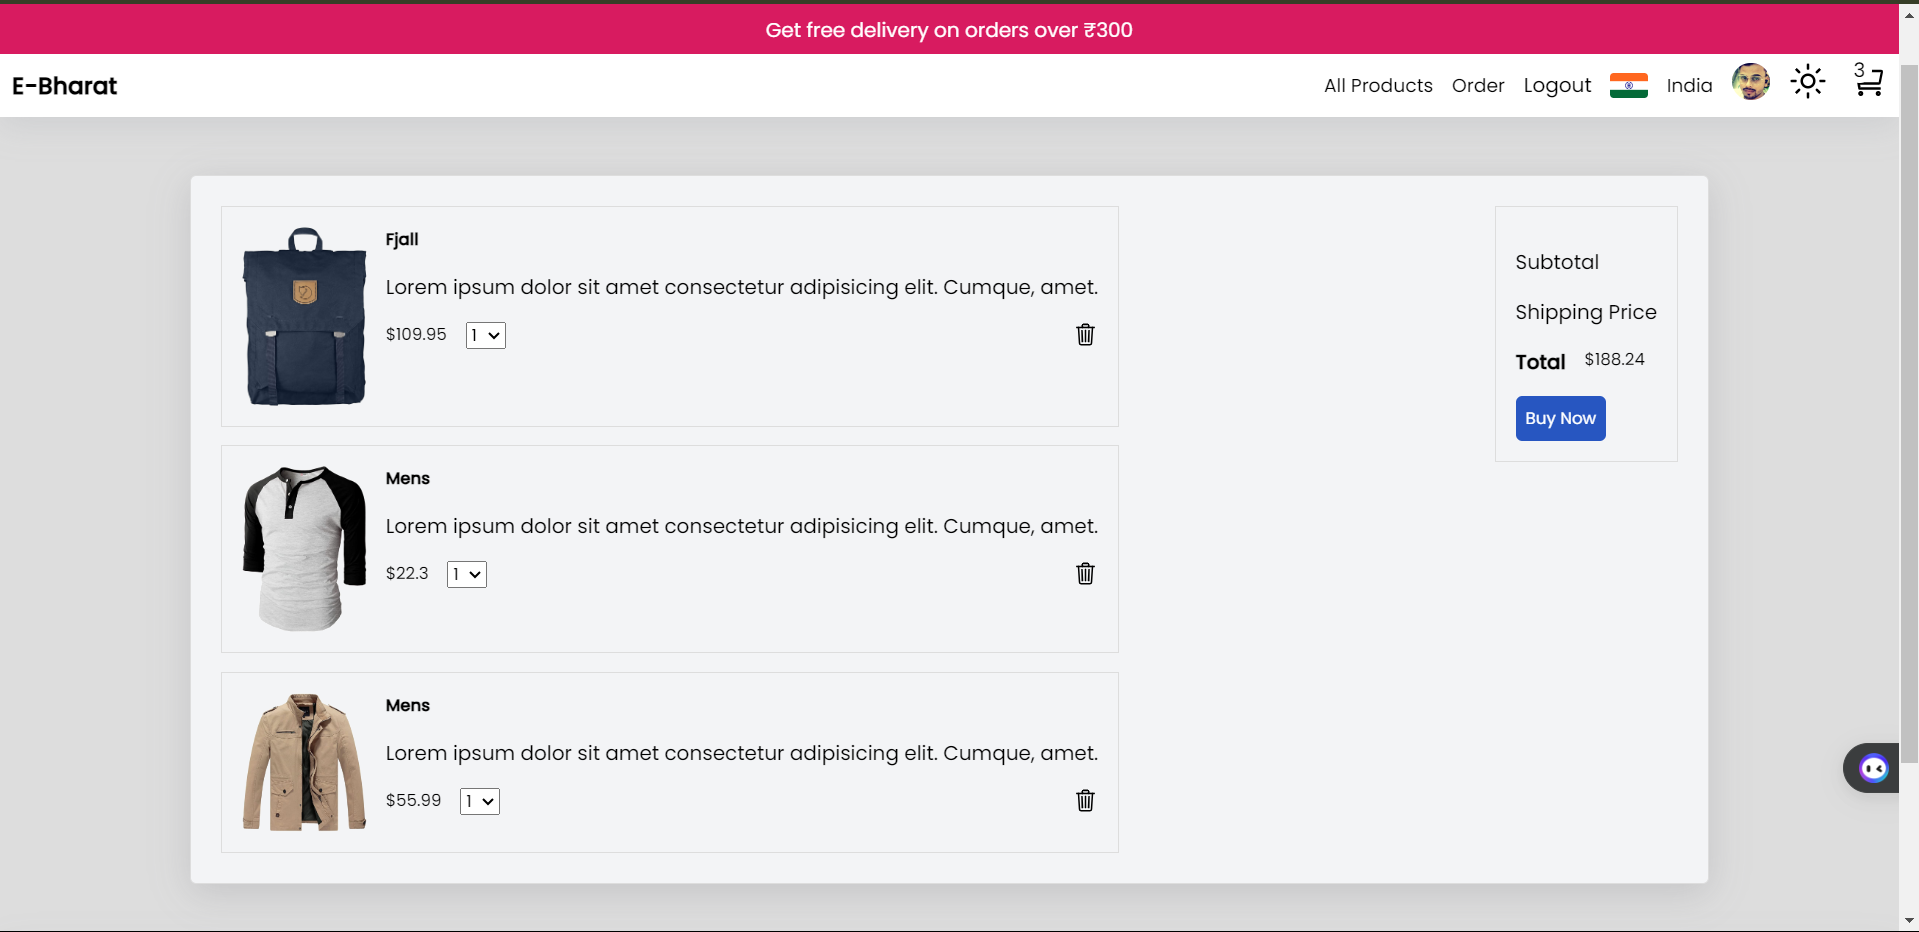 Get free delivery on orders over ₹300
E-Bharat
All Products Order Logout India 3
Fjall
Lorem ipsum dolor sit amet consectetur adipisicing elit. Cumque, amet.
$109.95 1
Mens
Lorem ipsum dolor sit amet consectetur adipisicing elit. Cumque, amet.
$22.3 1
Mens
Lorem ipsum dolor sit amet consectetur adipisicing elit. Cumque, amet.
$55.99 1
Subtotal
Shipping Price
Total $188.24
Buy Now